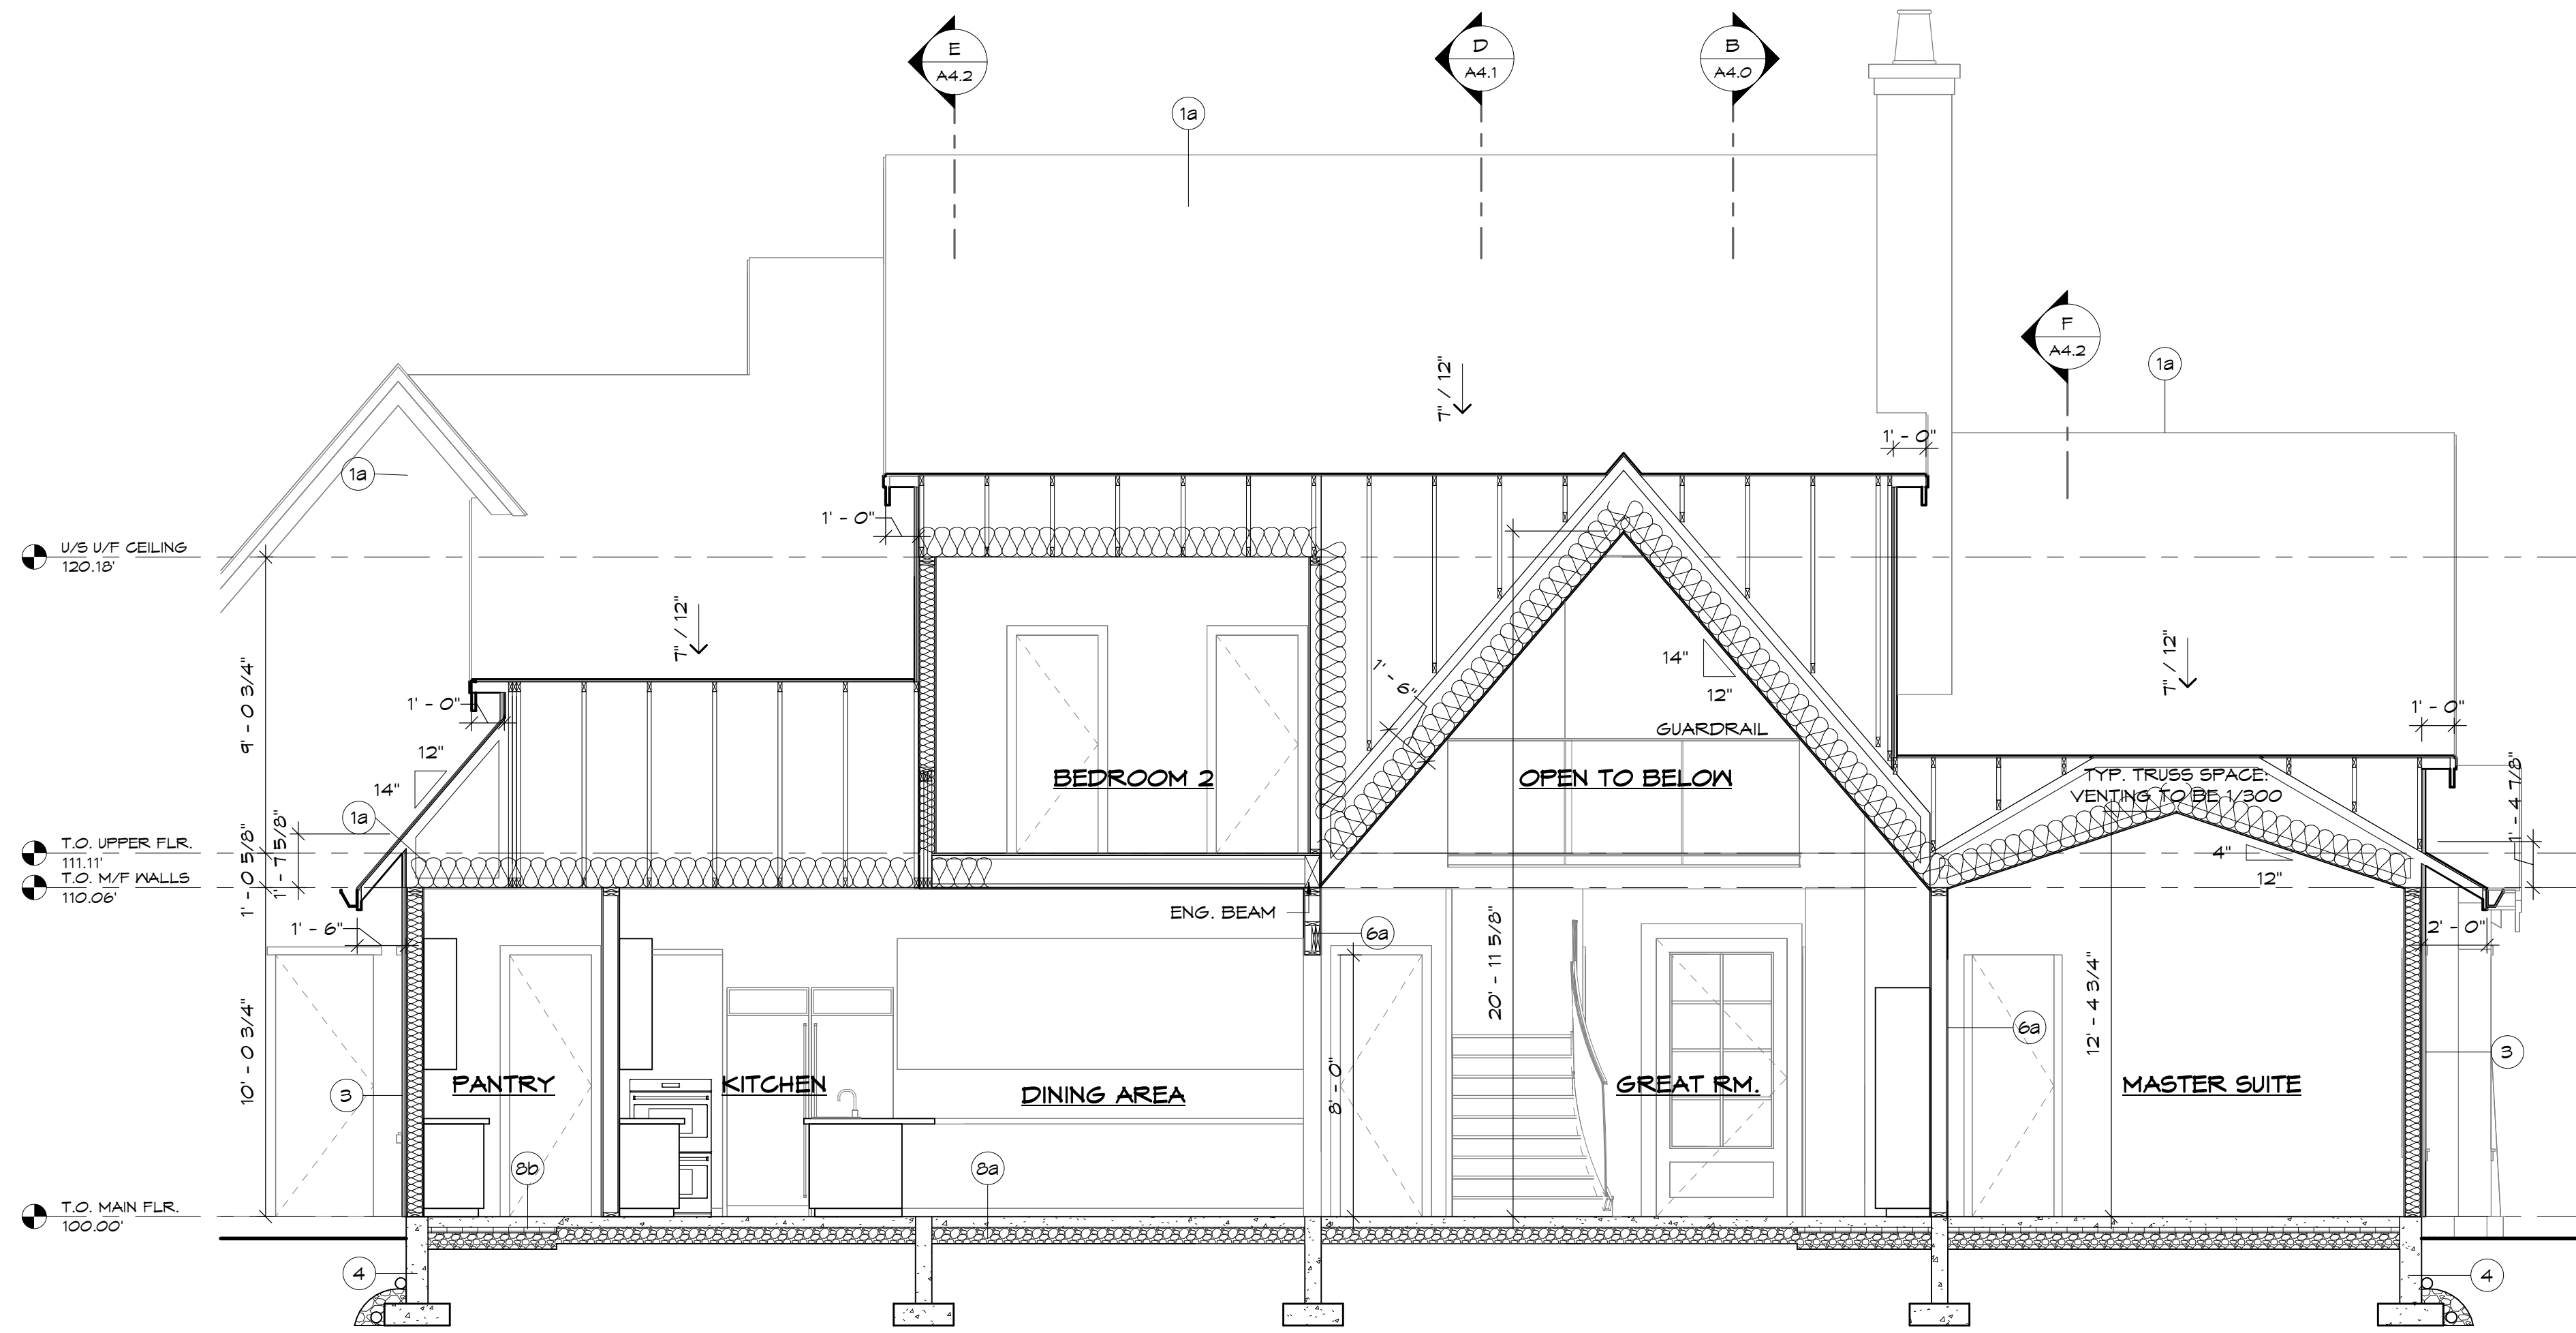 E
A4.2
D
A4.1
B
A4.0
1a
F
A4.2
1a
7" / 12"
1' - 0"
1a
1' - 0"
U/S U/F CEILING
120.18'
7" / 12"
14"
12"
7" / 12"
1' - 6"
9' - 0 3/4"
1' - 0"
1' - 0"
GUARDRAIL
12"
14"
BEDROOM 2
OPEN TO BELOW
TYP. TRUSS SPACE:
VENTING TO BE 1/300
1' - 4 7/8"
1a
T.O. UPPER FLR.
111.11'
1' - 0 5/8"
1' - 7 5/8"
4"
12"
T.O. M/F WALLS
110.06'
ENG. BEAM
1' - 6"
6a
2' - 0"
20' - 11 5/8"
12' - 4 3/4"
10' - 0 3/4"
6a
3
8' - 0"
PANTRY
KITCHEN
DINING AREA
GREAT RM.
MASTER SUITE
3
8b
8a
T.O. MAIN FLR.
100.00'
4
4